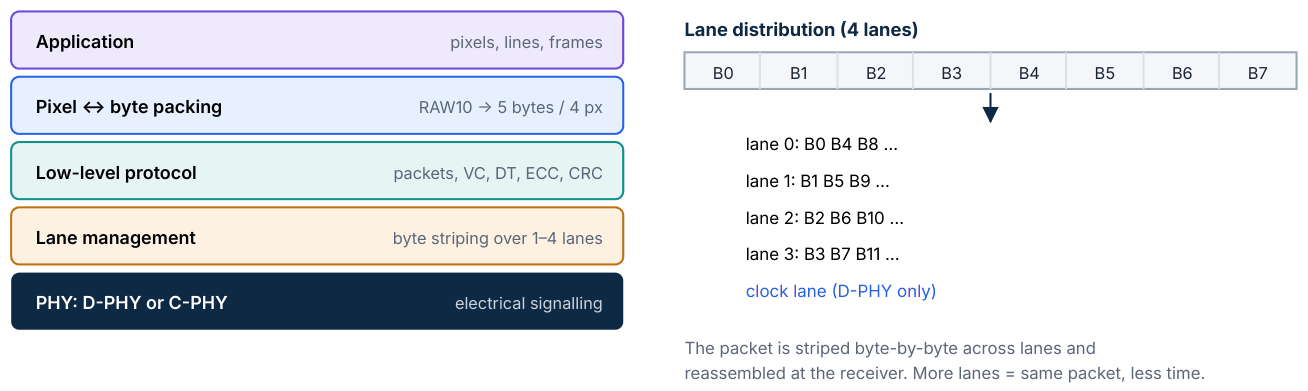 Application pixels, lines, frames
Pixel ↔ byte packing RAW10 → 5 bytes / 4 px
Low-level protocol packets, VC, DT, ECC, CRC
Lane management byte striping over 1–4 lanes
PHY: D-PHY or C-PHY electrical signalling
Lane distribution (4 lanes)
B0 B1 B2 B3 B4 B5 B6 B7
lane 0: B0 B4 B8 ...
lane 1: B1 B5 B9 ...
lane 2: B2 B6 B10 ...
lane 3: B3 B7 B11 ...
clock lane (D-PHY only)
The packet is striped byte-by-byte across lanes and
reassembled at the receiver. More lanes = same packet, less time.